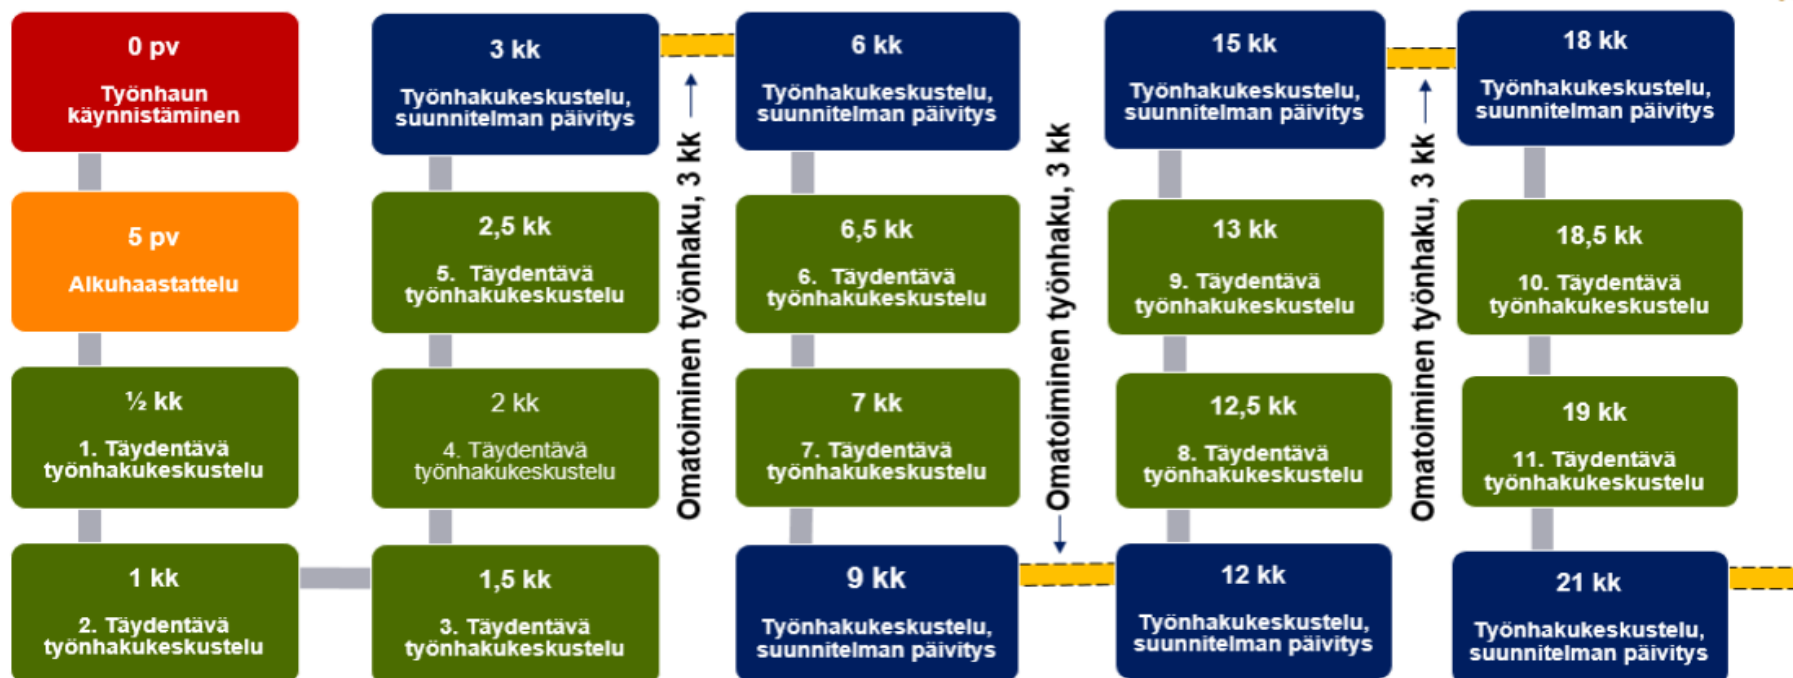 0 pv
Työnhaun
käynnistäminen
5 pv
Alkuhaastattelu
½ kk
1. Täydentävä
työnhakukeskustelu
1 kk
2. Täydentävä
työnhakukeskustelu
1,5 kk
3. Täydentävä
työnhakukeskustelu
2 kk
4. Täydentävä
työnhakukeskustelu
2,5 kk
5. Täydentävä
työnhakukeskustelu
3 kk
Työnhakukeskustelu,
suunnitelman päivitys
Omatoiminen työnhaku, 3 kk
6 kk
Työnhakukeskustelu,
suunnitelman päivitys
6,5 kk
6. Täydentävä
työnhakukeskustelu
7 kk
7. Täydentävä
työnhakukeskustelu
9 kk
Työnhakukeskustelu,
suunnitelman päivitys
Omatoiminen työnhaku, 3 kk
12 kk
Työnhakukeskustelu,
suunnitelman päivitys
12,5 kk
8. Täydentävä
työnhakukeskustelu
13 kk
9. Täydentävä
työnhakukeskustelu
15 kk
Työnhakukeskustelu,
suunnitelman päivitys
Omatoiminen työnhaku, 3 kk
18 kk
Työnhakukeskustelu,
suunnitelman päivitys
18,5 kk
10. Täydentävä
työnhakukeskustelu
19 kk
11. Täydentävä
työnhakukeskustelu
21 kk
Työnhakukeskustelu,
suunnitelman päivitys